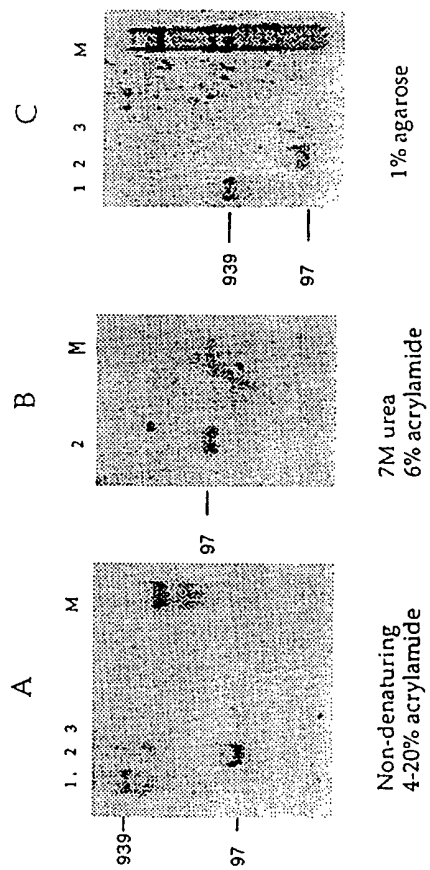 A
1. 2 3 M
939
97
Non-denaturing
4-20% acrylamide
B
2 M
97
7M urea
6% acrylamide
C
1 2 3 M
939
97
1% agarose